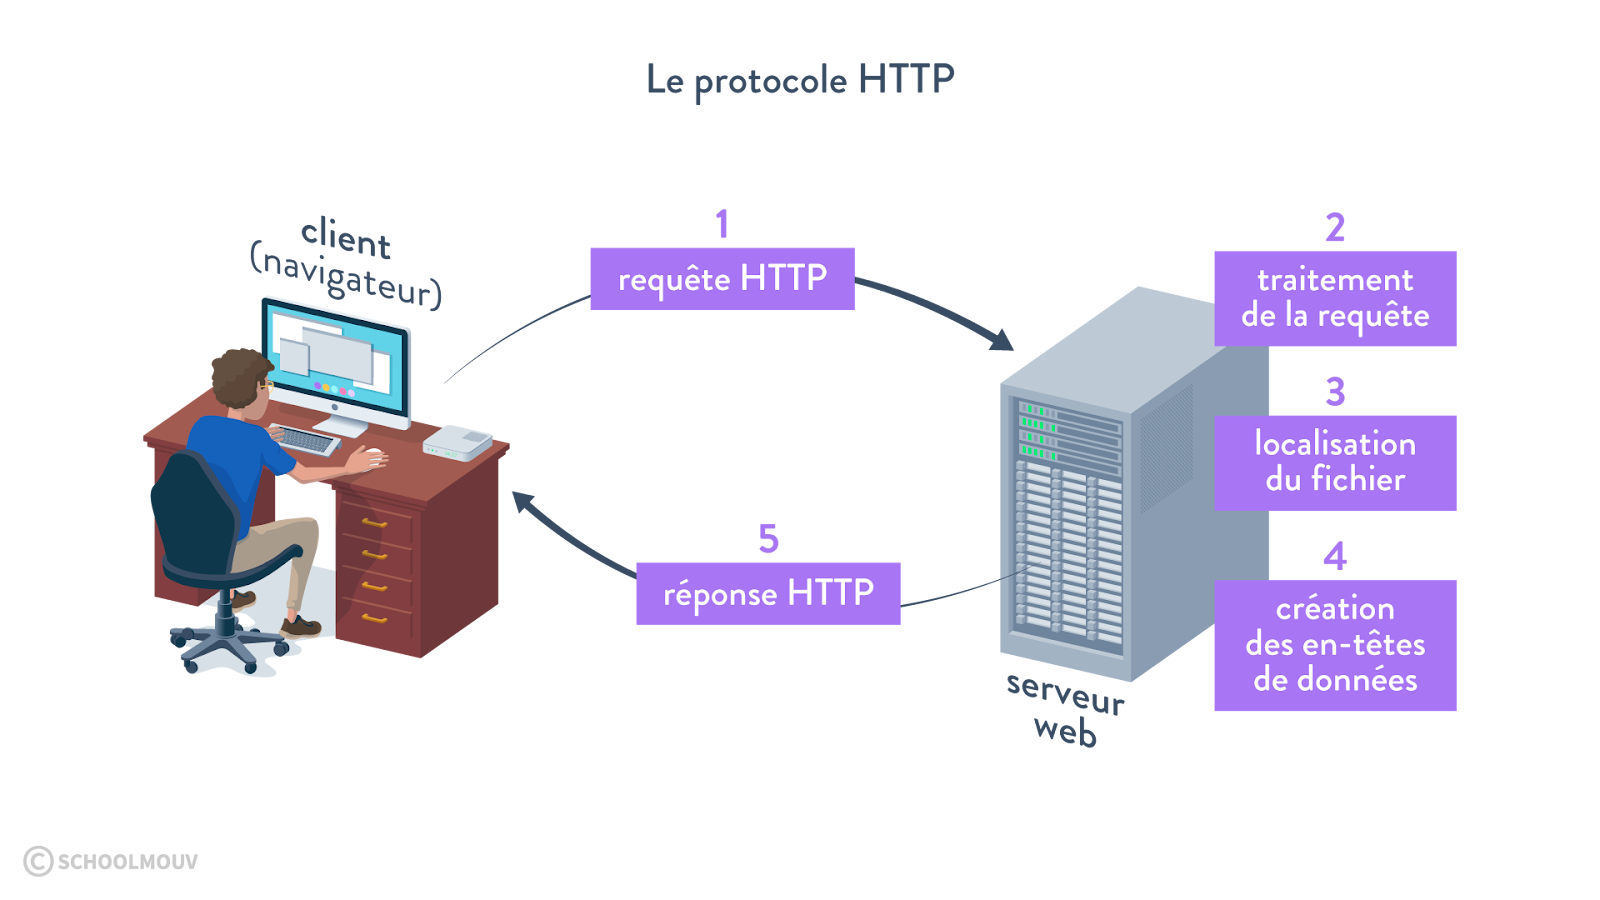 Le protocole HTTP
client
(navigateur)
1
requête HTTP
2
traitement
de la requête
3
localisation
du fichier
4
création
des en-têtes
de données
5
réponse HTTP
serveur
web
© SCHOOLMOUV